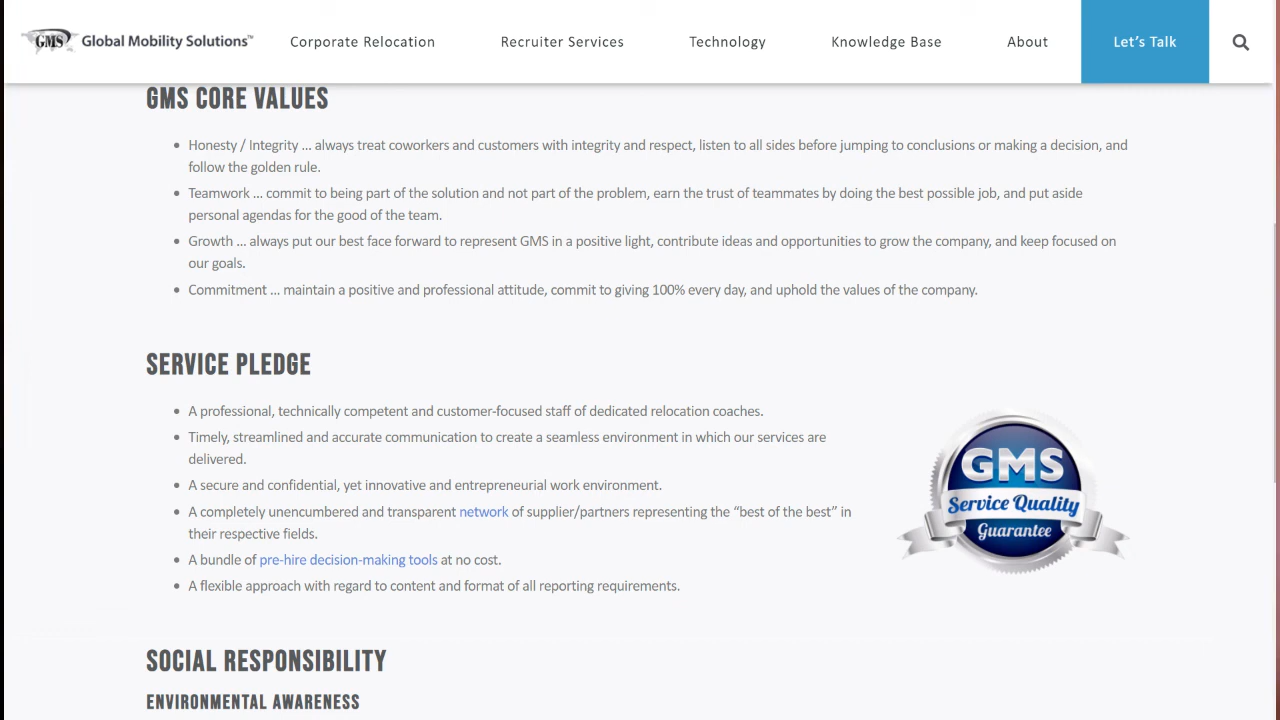 GMS Global Mobility Solutions™ Corporate Relocation Recruiter Services Technology Knowledge Base About Let's Talk
GMS CORE VALUES
• Honesty / Integrity ... always treat coworkers and customers with integrity and respect, listen to all sides before jumping to conclusions or making a decision, and
follow the golden rule.
• Teamwork ... commit to being part of the solution and not part of the problem, earn the trust of teammates by doing the best possible job, and put aside
personal agendas for the good of the team.
• Growth ... always put our best face forward to represent GMS in a positive light, contribute ideas and opportunities to grow the company, and keep focused on
our goals.
• Commitment ... maintain a positive and professional attitude, commit to giving 100% every day, and uphold the values of the company.
SERVICE PLEDGE
• A professional, technically competent and customer-focused staff of dedicated relocation coaches.
• Timely, streamlined and accurate communication to create a seamless environment in which our services are
delivered.
• A secure and confidential, yet innovative and entrepreneurial work environment.
• A completely unencumbered and transparent network of supplier/partners representing the “best of the best” in
their respective fields.
• A bundle of pre-hire decision-making tools at no cost.
• A flexible approach with regard to content and format of all reporting requirements.
GMS
Service Quality
Guarantee
SOCIAL RESPONSIBILITY
ENVIRONMENTAL AWARENESS